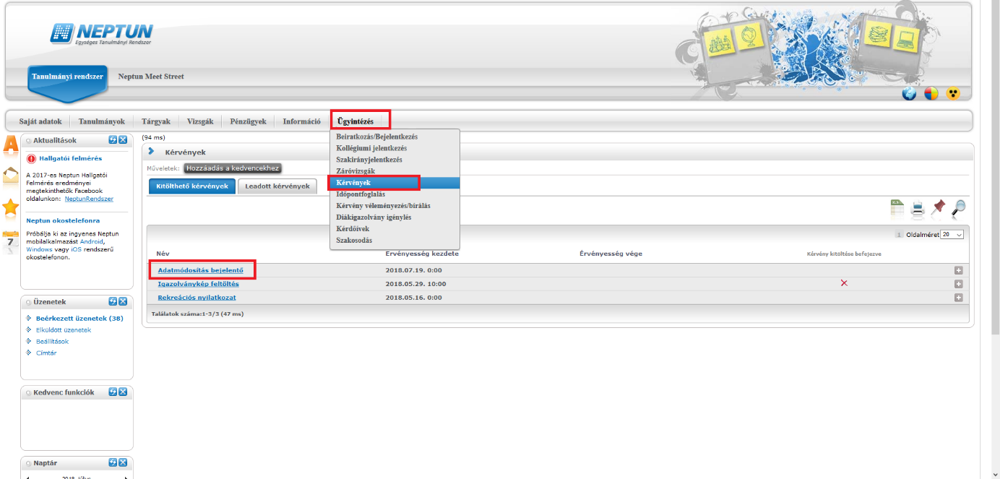 NEPTUN
Egységes Tanulmányi Rendszer
Tanulmányi rendszer
Neptun Meet Street
Saját adatok
Tanulmányok
Tárgyak
Vizsgák
Pénzügyek
Információ
Ügyintézés
Beiratkozás/Bejelentkezés
Kollégiumi jelentkezés
Szakirányjelentkezés
Záróvizsgák
Kérvények
Időpontfoglalás
Kérvény véleményezés/bírálás
Diákigazolvány igénylés
Kérdőívek
Szakosodás
Aktualitások
Hallgatói felmérés
A 2017-es Neptun Hallgatói
Felmérés eredményei
megtekinthetők Facebook
oldalunkon: NeptunRendszer
Neptun okostelefonra
Próbálja ki az ingyenes Neptun
mobilalkalmazást Android,
Windows vagy iOS rendszerű
okostelefonon.
7
Üzenetek
Beérkezett üzenetek (38)
Elküldött üzenetek
Beállítások
Címtár
Kedvenc funkciók
Naptár
2018. július
(94 ms)
Kérvények
Műveletek: Hozzáadás a kedvencekhez
Kitölthető kérvények
Leadott kérvények
XLS
1 Oldalméret 20
Név Érvényesség kezdete Érvényesség vége Kérvény kitöltése befejezve
Adatmódosítás bejelentő 2018.07.19. 0:00
Igazolványkép feltöltés 2018.05.29. 10:00
Rekreációs nyilatkozat 2018.05.16. 0:00
Találatok száma:1-3/3 (47 ms)